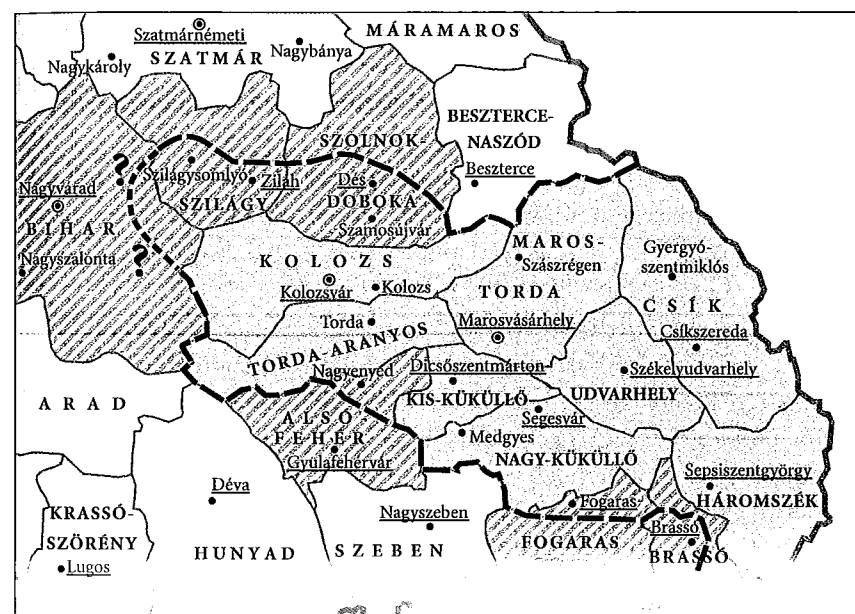 MÁRAMAROS
Szatmárnémeti
SZATMÁR
Nagybánya
Nagykároly
BESZTERCE-
NASZÓD
Beszterce
SZOLNOK-
DOBOKA
Dés
Szamosújvár
Szilágysomlyó
Zilah
SZILÁGY
?
Nagyvárad
BIHAR
Nagyszalonta
?
KOLOZS
Kolozsvár
Kolozs
MAROS-
Szászrégen
TORDA
Marosvásárhely
Gyergyó-
szentmiklós
CSÍK
Csíkszereda
Torda
TORDA-ARANYOS
Nagyenyed
Dicsőszentmárton
KIS-KÜKÜLLŐ
UDVARHELY
Székelyudvarhely
ARAD
ALSÓ
FEHÉR
Gyulafehérvár
Segesvár
Medgyes
NAGY-KÜKÜLLŐ
Sepsiszentgyörgy
HÁROMSZÉK
Déva
Nagyszeben
Fogaras
FOGARAS
Brassó
BRASSÓ
KRASSÓ-
SZÖRÉNY
Lugos
HUNYAD
SZEBEN